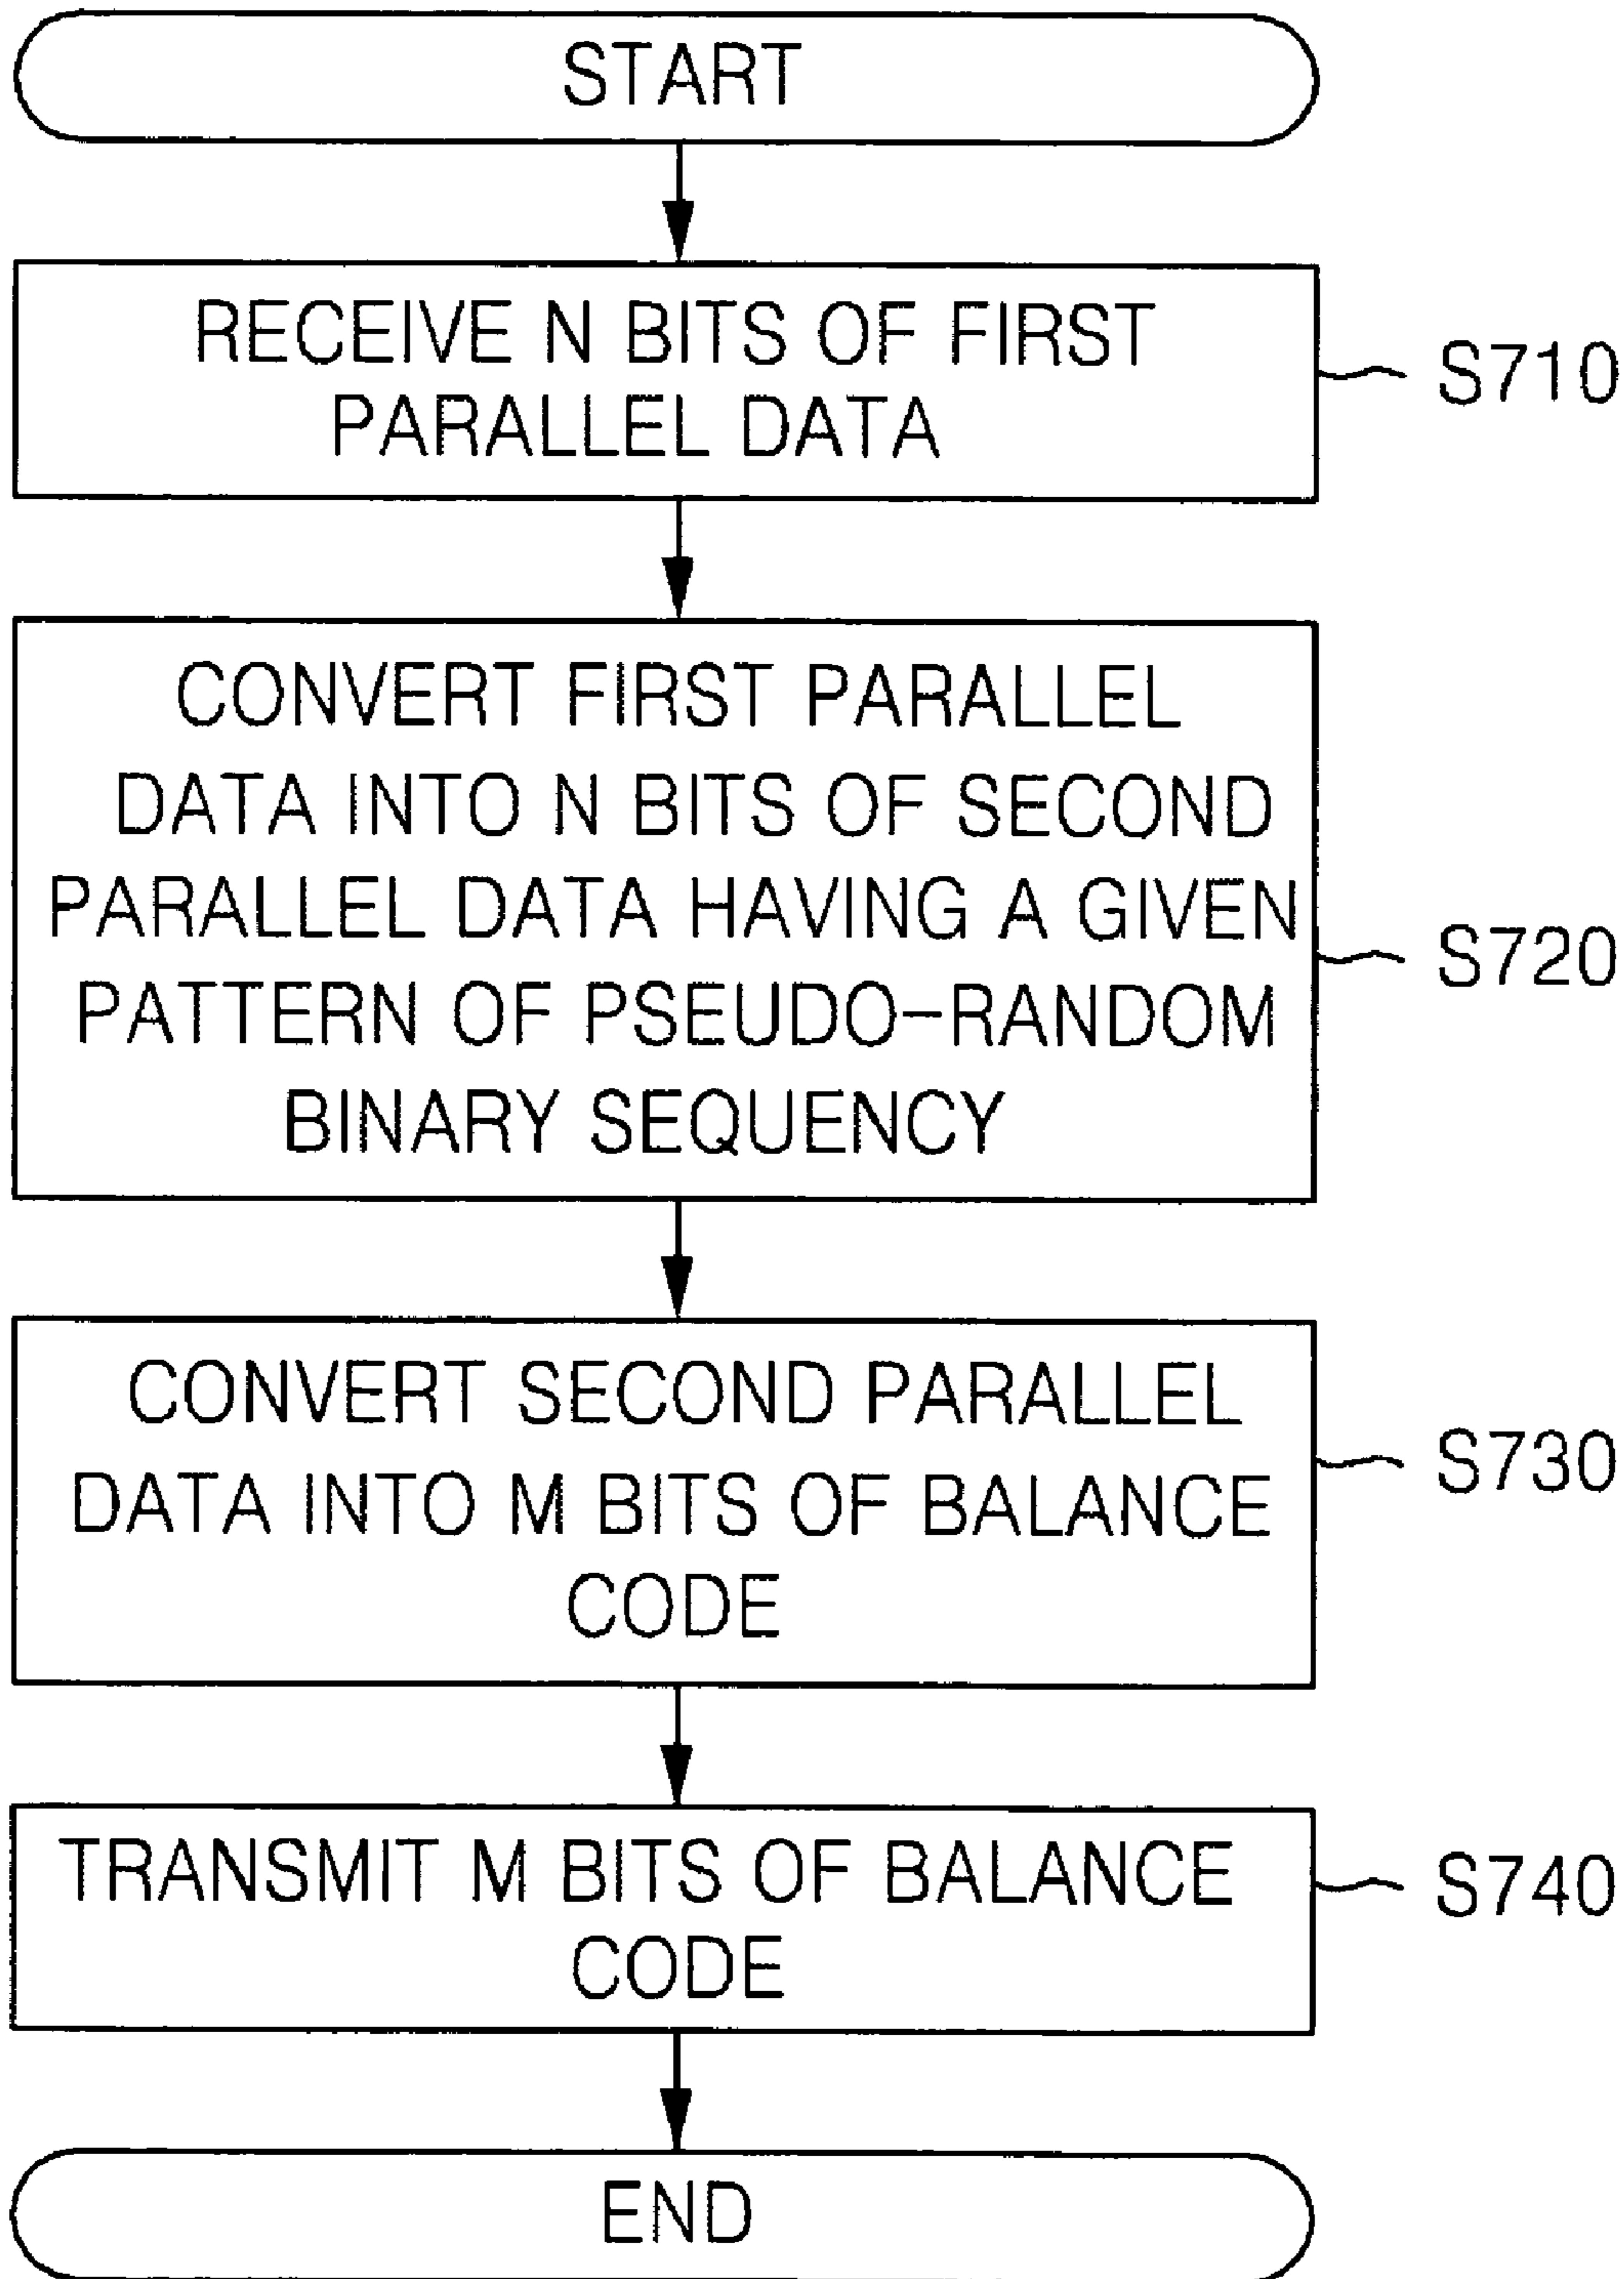 START
RECEIVE N BITS OF FIRST
PARALLEL DATA
S710
CONVERT FIRST PARALLEL
DATA INTO N BITS OF SECOND
PARALLEL DATA HAVING A GIVEN
PATTERN OF PSEUDO-RANDOM
BINARY SEQUENCY
S720
CONVERT SECOND PARALLEL
DATA INTO M BITS OF BALANCE
CODE
S730
TRANSMIT M BITS OF BALANCE
CODE
S740
END